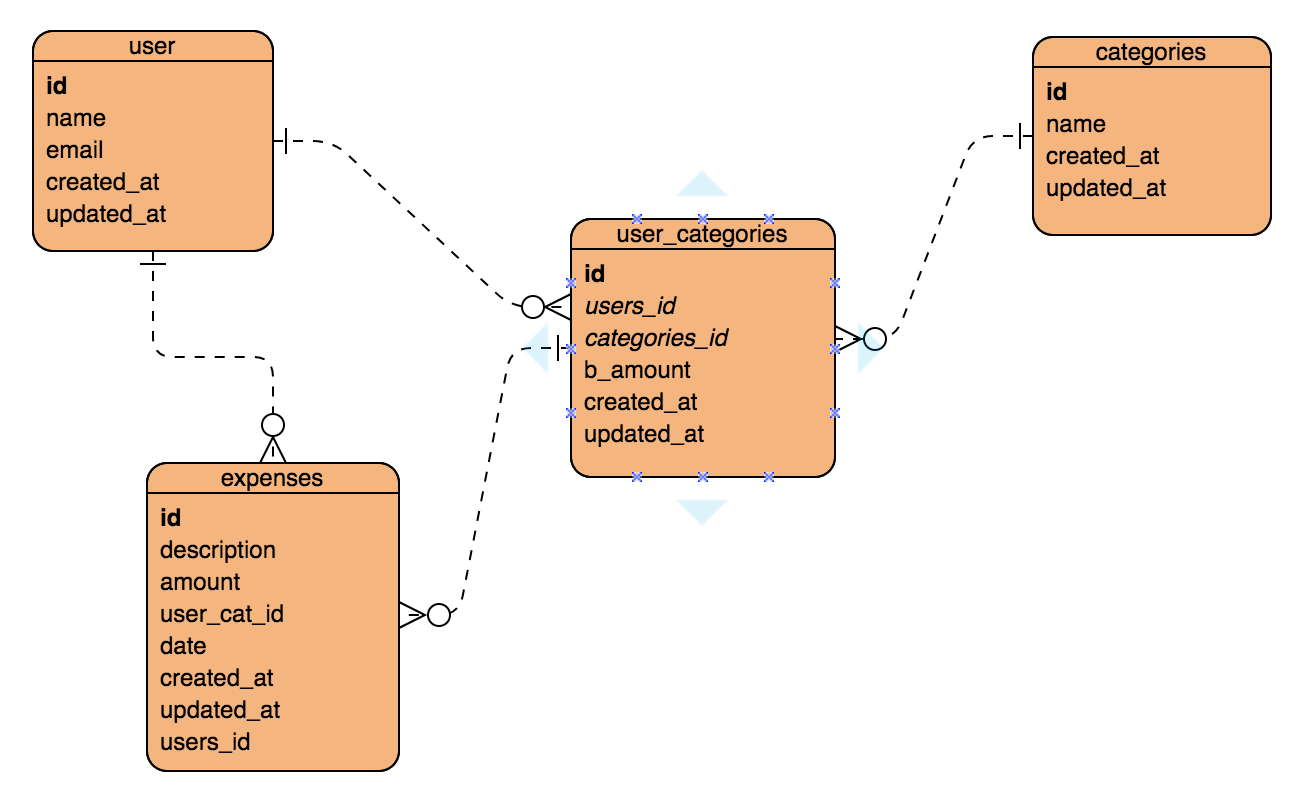 user
id
name
email
created_at
updated_at
categories
id
name
created_at
updated_at
user_categories
id
users_id
categories_id
b_amount
created_at
updated_at
expenses
id
description
amount
user_cat_id
date
created_at
updated_at
users_id